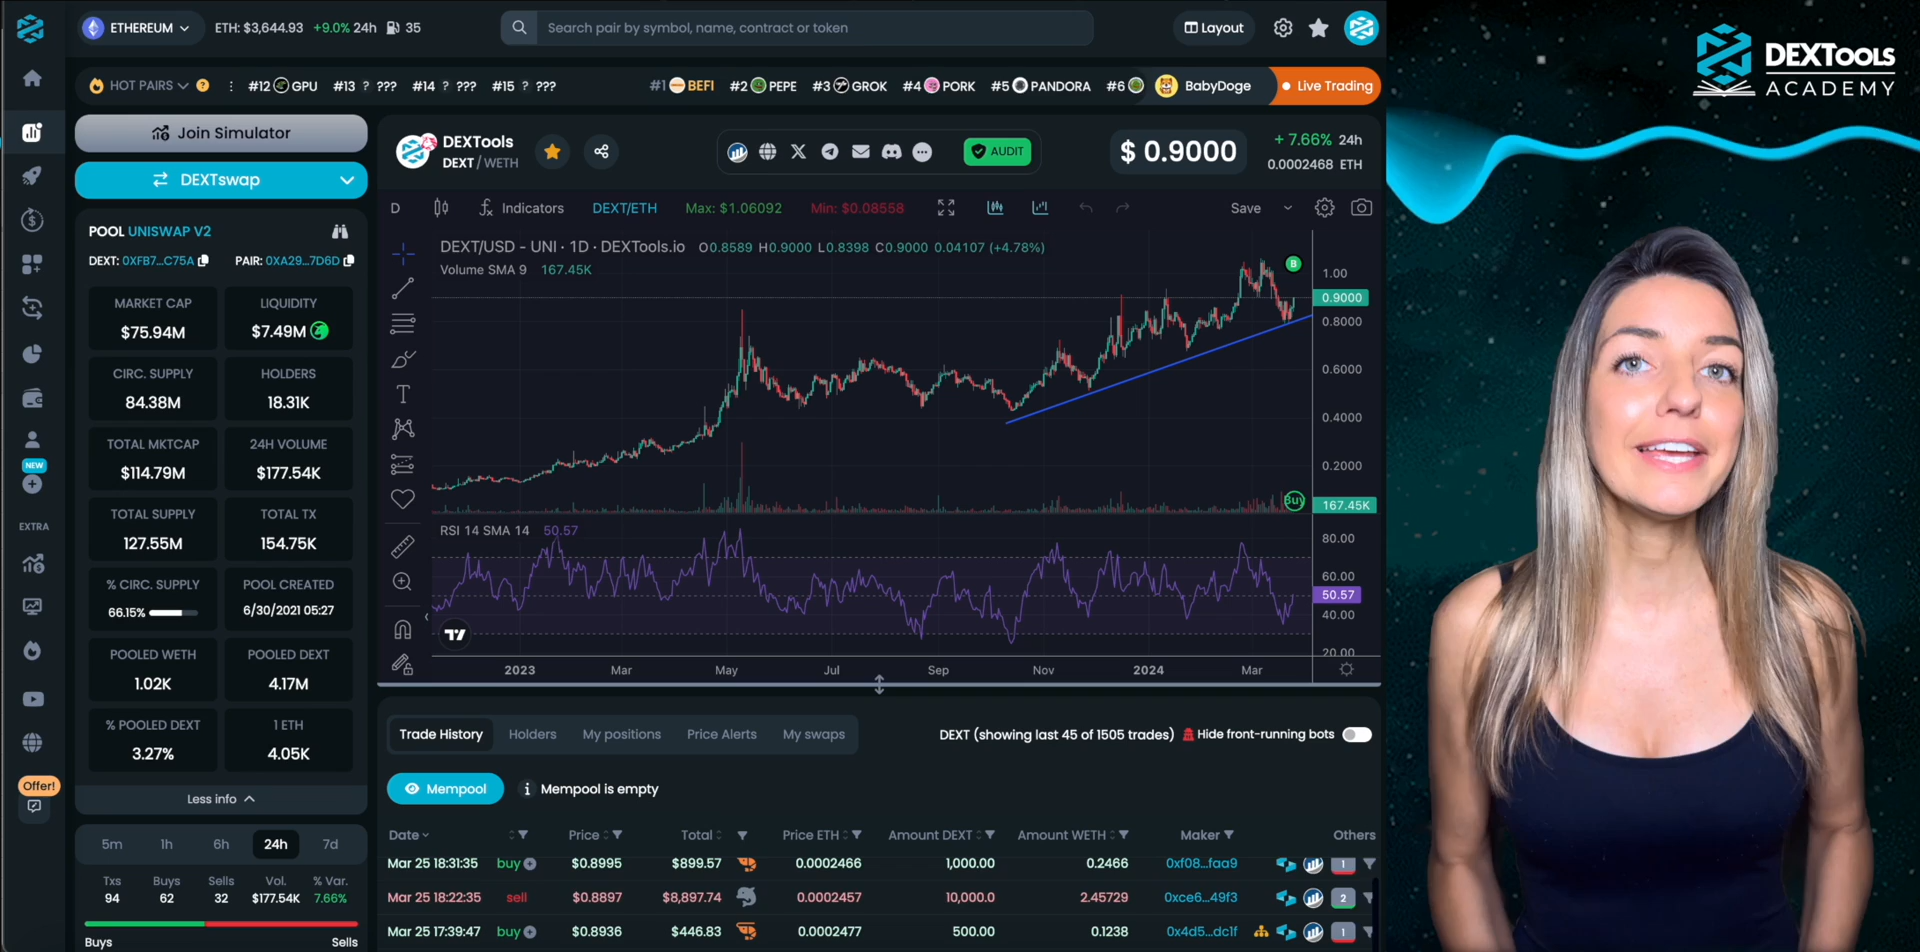 ETHEREUM
ETH: $3,644.93 +9.0% 24h 35
Search pair by symbol, name, contract or token
Layout
HOT PAIRS ? #12 GPU #13 ? ??? #14 ? ??? #15 ? ??? #1 BEFI #2 PEPE #3 GROK #4 PORK #5 PANDORA #6 BabyDoge Live Trading
DEXTools
ACADEMY
Join Simulator
DEXTswap
POOL UNISWAP V2
DEXT: 0XFB7...C75A PAIR: 0XA29...7D6D
MARKET CAP LIQUIDITY
$75.94M $7.49M
CIRC. SUPPLY HOLDERS
84.38M 18.31K
TOTAL MKTCAP 24H VOLUME
$114.79M $177.54K
TOTAL SUPPLY TOTAL TX
127.55M 154.75K
% CIRC. SUPPLY POOL CREATED
66.15% 6/30/2021 05:27
POOLED WETH POOLED DEXT
1.02K 4.17M
% POOLED DEXT 1 ETH
3.27% 4.05K
Less info
5m 1h 6h 24h 7d
Txs Buys Sells Vol. % Var.
94 62 32 $177.54K 7.66%
Buys Sells
NEW
EXTRA
Offer!
DEXTools
DEXT / WETH
AUDIT
$ 0.9000
+ 7.66% 24h
0.0002468 ETH
D Indicators DEXT/ETH Max: $1.06092 Min: $0.08558 Save
DEXT/USD - UNI · 1D · DEXTools.io O0.8589 H0.9000 L0.8398 C0.9000 0.04107 (+4.78%)
Volume SMA 9 167.45K
B
1.00
0.9000
0.8000
0.6000
0.4000
0.2000
Buy
167.45K
RSI 14 SMA 14 50.57
80.00
60.00
50.57
40.00
20.00
2023 Mar May Jul Sep Nov 2024 Mar
Trade History Holders My positions Price Alerts My swaps
DEXT (showing last 45 of 1505 trades) Hide front-running bots
Mempool
Mempool is empty
Date Price Total Price ETH Amount DEXT Amount WETH Maker Others
Mar 25 18:31:35 buy $0.8995 $899.57 0.0002466 1,000.00 0.2466 0xf08...faa9 1
Mar 25 18:22:35 sell $0.8897 $8,897.74 0.0002457 10,000.0 2.45729 0xce6...49f3 2
Mar 25 17:39:47 buy $0.8936 $446.83 0.0002477 500.00 0.1238 0x4d5...dc1f 1